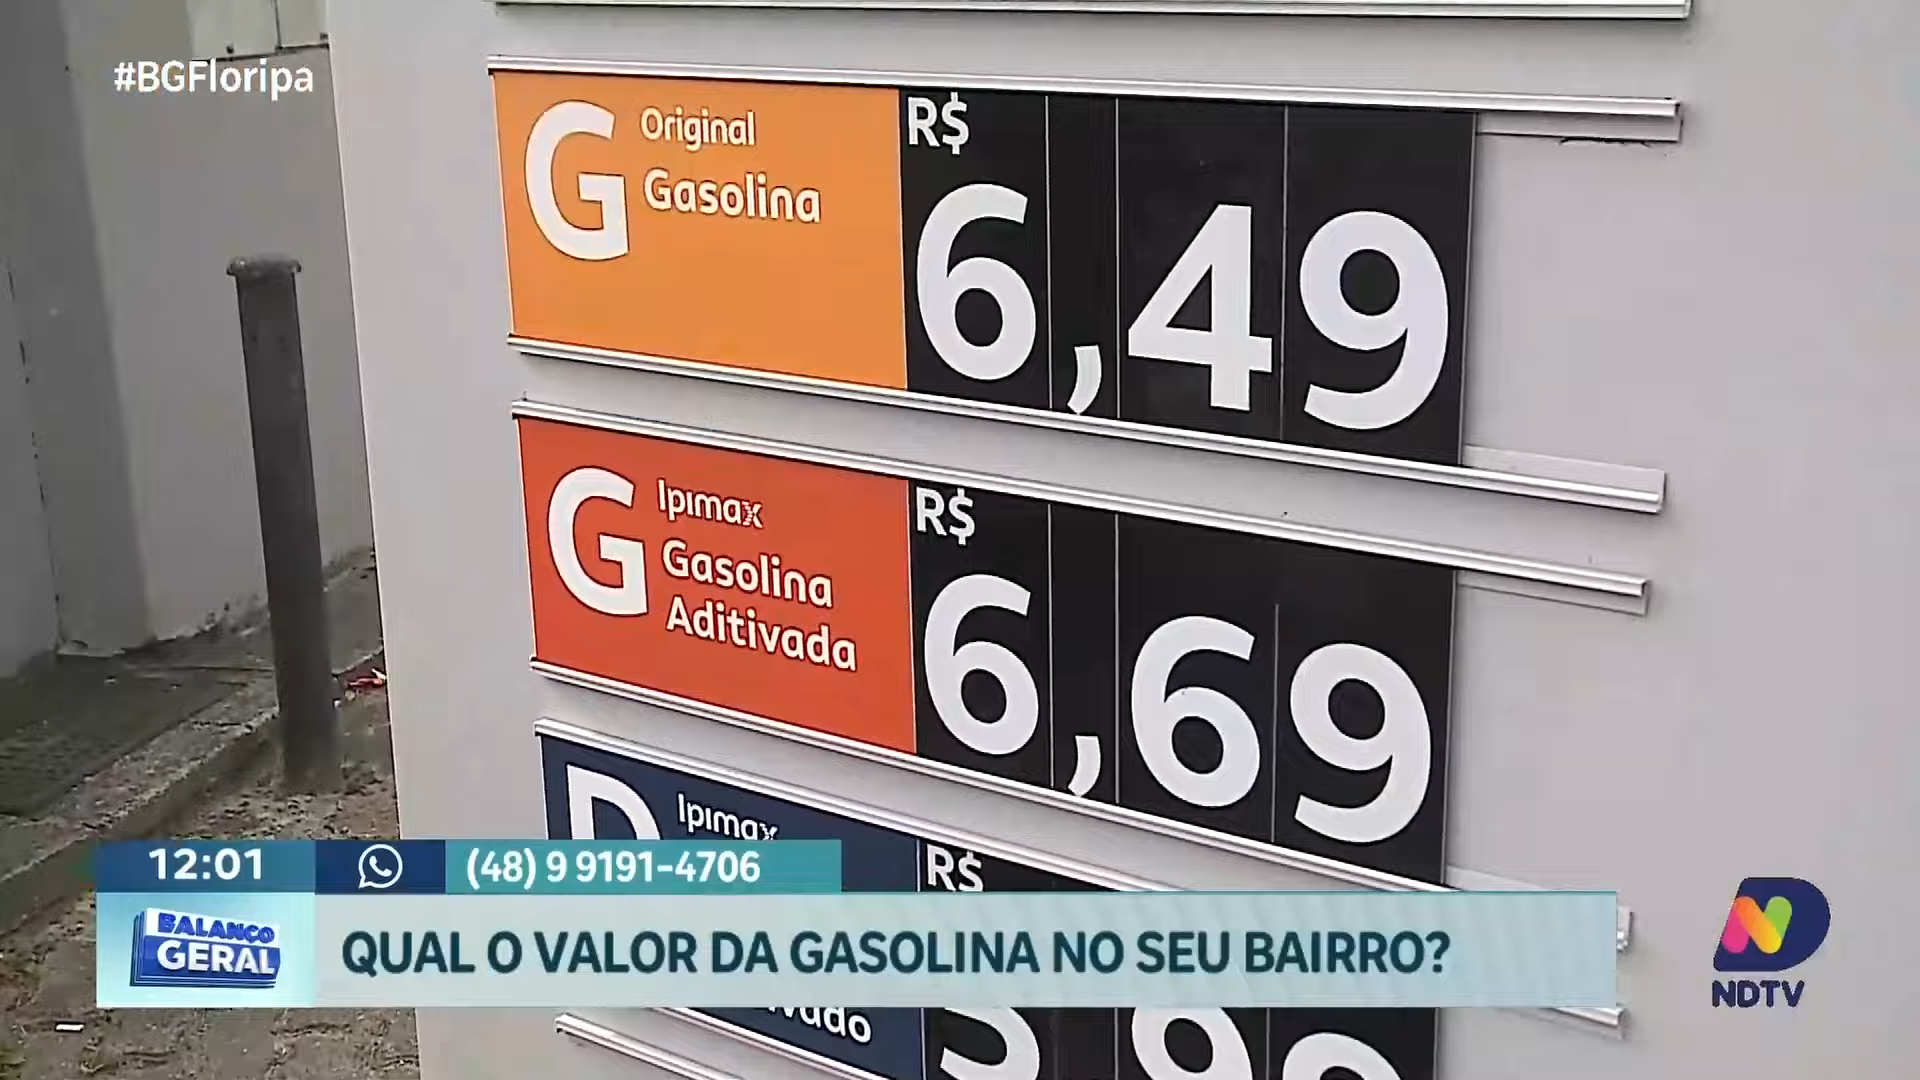 #BGFloripa
G Original Gasolina
R$ 6,49
G Ipimax Gasolina Aditivada
R$ 6,69
D Ipimax
R$
12:01
(48) 9 9191-4706
BALANÇO GERAL
QUAL O VALOR DA GASOLINA NO SEU BAIRRO?
NDTV